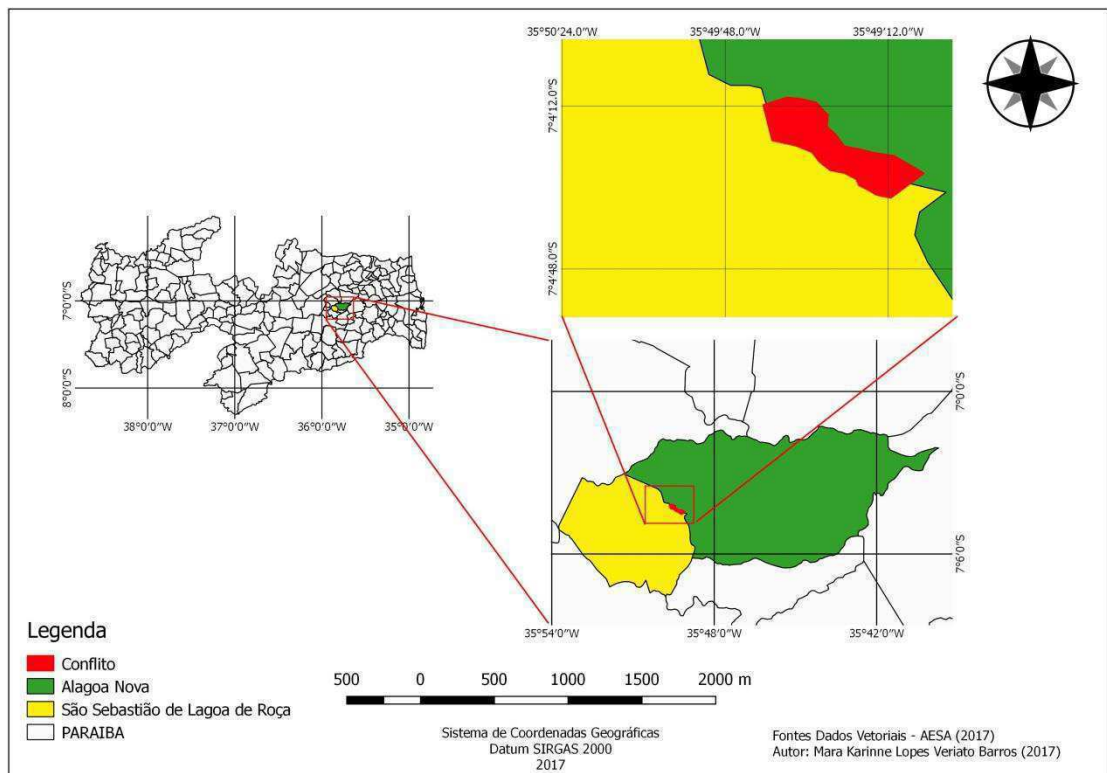 35°50'24.0"W 35°49'48.0"W 35°49'12.0"W
7°4'12.0"S
7°4'48.0"S
7°0'0"S
8°0'0"S
38°0'0"W 37°0'0"W 36°0'0"W 35°0'0"W
7°0'0"S
7°6'0"S
35°54'0"W 35°48'0"W 35°42'0"W
Legenda
Conflito
Alagoa Nova
São Sebastião de Lagoa de Roça
PARAIBA
500 0 500 1000 1500 2000 m
Sistema de Coordenadas Geográficas
Datum SIRGAS 2000
2017
Fontes Dados Vetoriais - AESA (2017)
Autor: Mara Karinne Lopes Veriato Barros (2017)